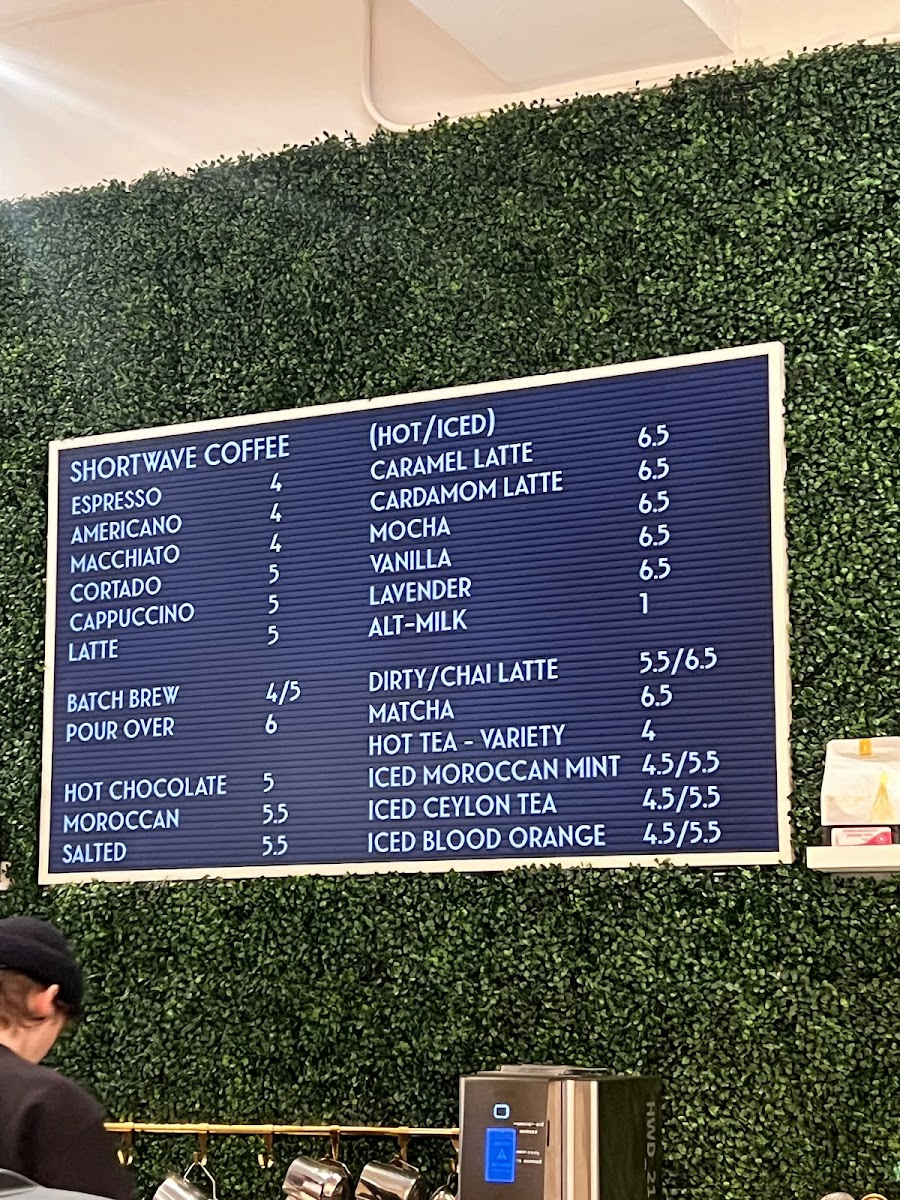 SHORTWAVE COFFEE
ESPRESSO 4
AMERICANO 4
MACCHIATO 4
CORTADO 5
CAPPUCCINO 5
LATTE 5
BATCH BREW 4/5
POUR OVER 6
HOT CHOCOLATE 5
MOROCCAN 5.5
SALTED 5.5
(HOT/ICED)
CARAMEL LATTE 6.5
CARDAMOM LATTE 6.5
MOCHA 6.5
VANILLA 6.5
LAVENDER 6.5
ALT-MILK 1
DIRTY/CHAI LATTE 5.5/6.5
MATCHA 6.5
HOT TEA - VARIETY 4
ICED MOROCCAN MINT 4.5/5.5
ICED CEYLON TEA 4.5/5.5
ICED BLOOD ORANGE 4.5/5.5